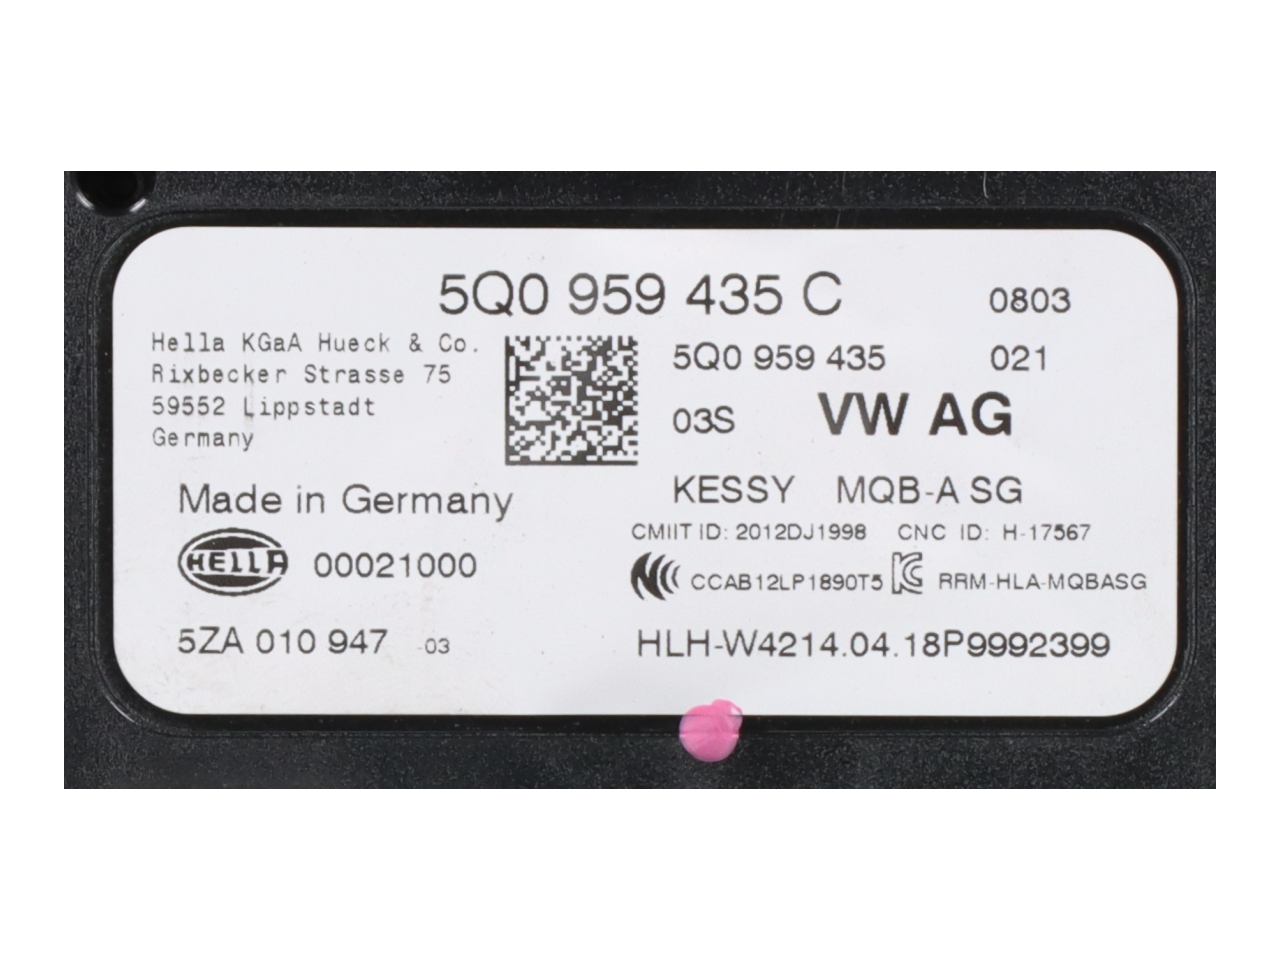 5Q0 959 435 C 0803
Hella KGaA Hueck & Co.
Rixbecker Strasse 75
59552 Lippstadt
Germany
5Q0 959 435 021
03S VW AG
KESSY MQB-A SG
Made in Germany
CMIIT ID: 2012DJ1998 CNC ID: H-17567
HELLA 00021000
CCAB12LP1890T5 RRM-HLA-MQBASG
5ZA 010 947 -03
HLH-W4214.04.18P9992399